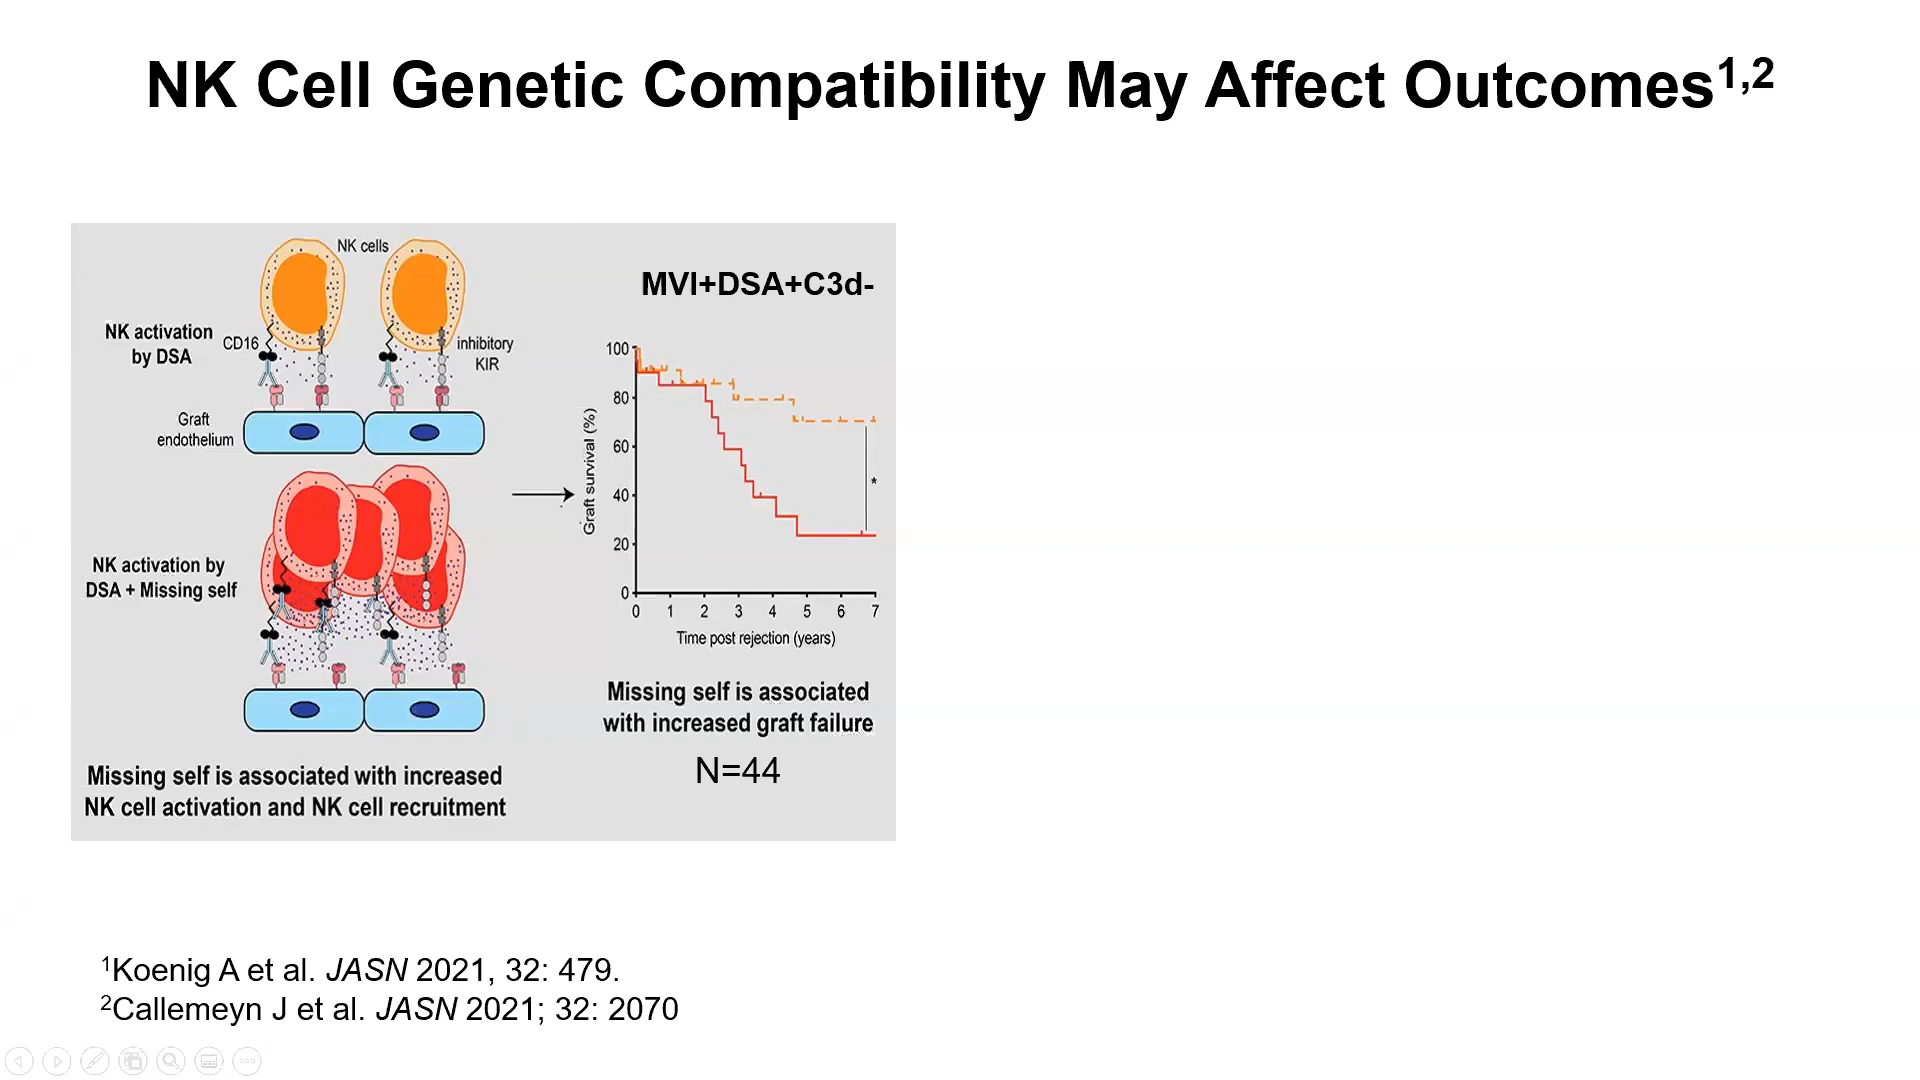 NK Cell Genetic Compatibility May Affect Outcomes1,2
NK cells
NK activation
by DSA
CD16
inhibitory
KIR
Graft
endothelium
NK activation by
DSA + Missing self
Missing self is associated with increased
NK cell activation and NK cell recruitment
MVI+DSA+C3d-
Graft survival (%)
100
80
60
40
20
0
*
0 1 2 3 4 5 6 7
Time post rejection (years)
Missing self is associated
with increased graft failure
N=44
1Koenig A et al. JASN 2021, 32: 479.
2Callemeyn J et al. JASN 2021; 32: 2070